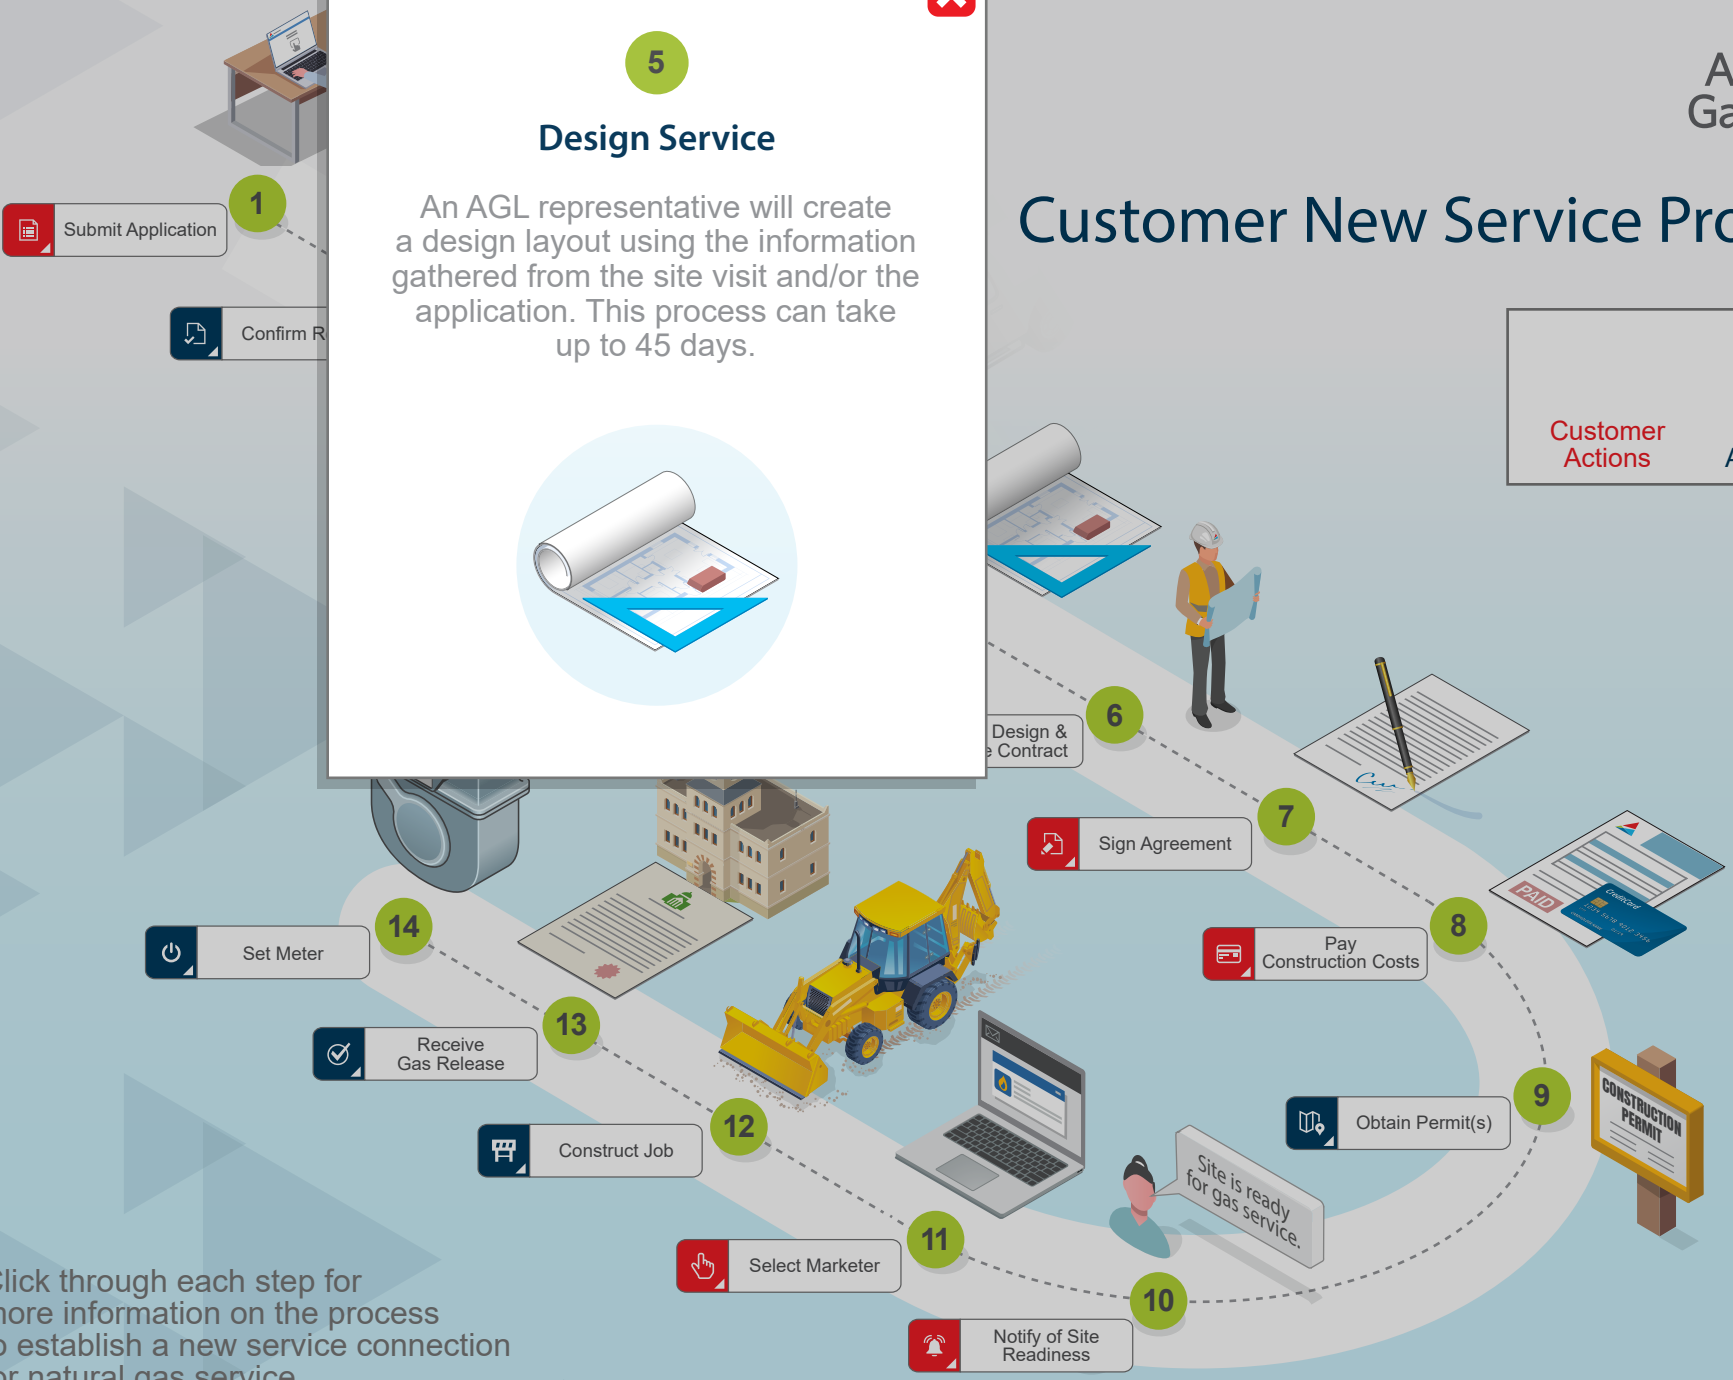 5
Design Service
An AGL representative will create
a design layout using the information
gathered from the site visit and/or the
application. This process can take
up to 45 days.
Customer New Service
Customer
Actions
1
Submit Application
Confirm
6
Design &
Contract
7
Sign Agreement
8
Pay
Construction Costs
PAID
CreditCard
9
Obtain Permit(s)
CONSTRUCTION
PERMIT
Site is ready
for gas service.
10
Notify of Site
Readiness
11
Select Marketer
12
Construct Job
13
Receive
Gas Release
14
Set Meter
through each step for
information on the process
establish a new service connection
natural gas service